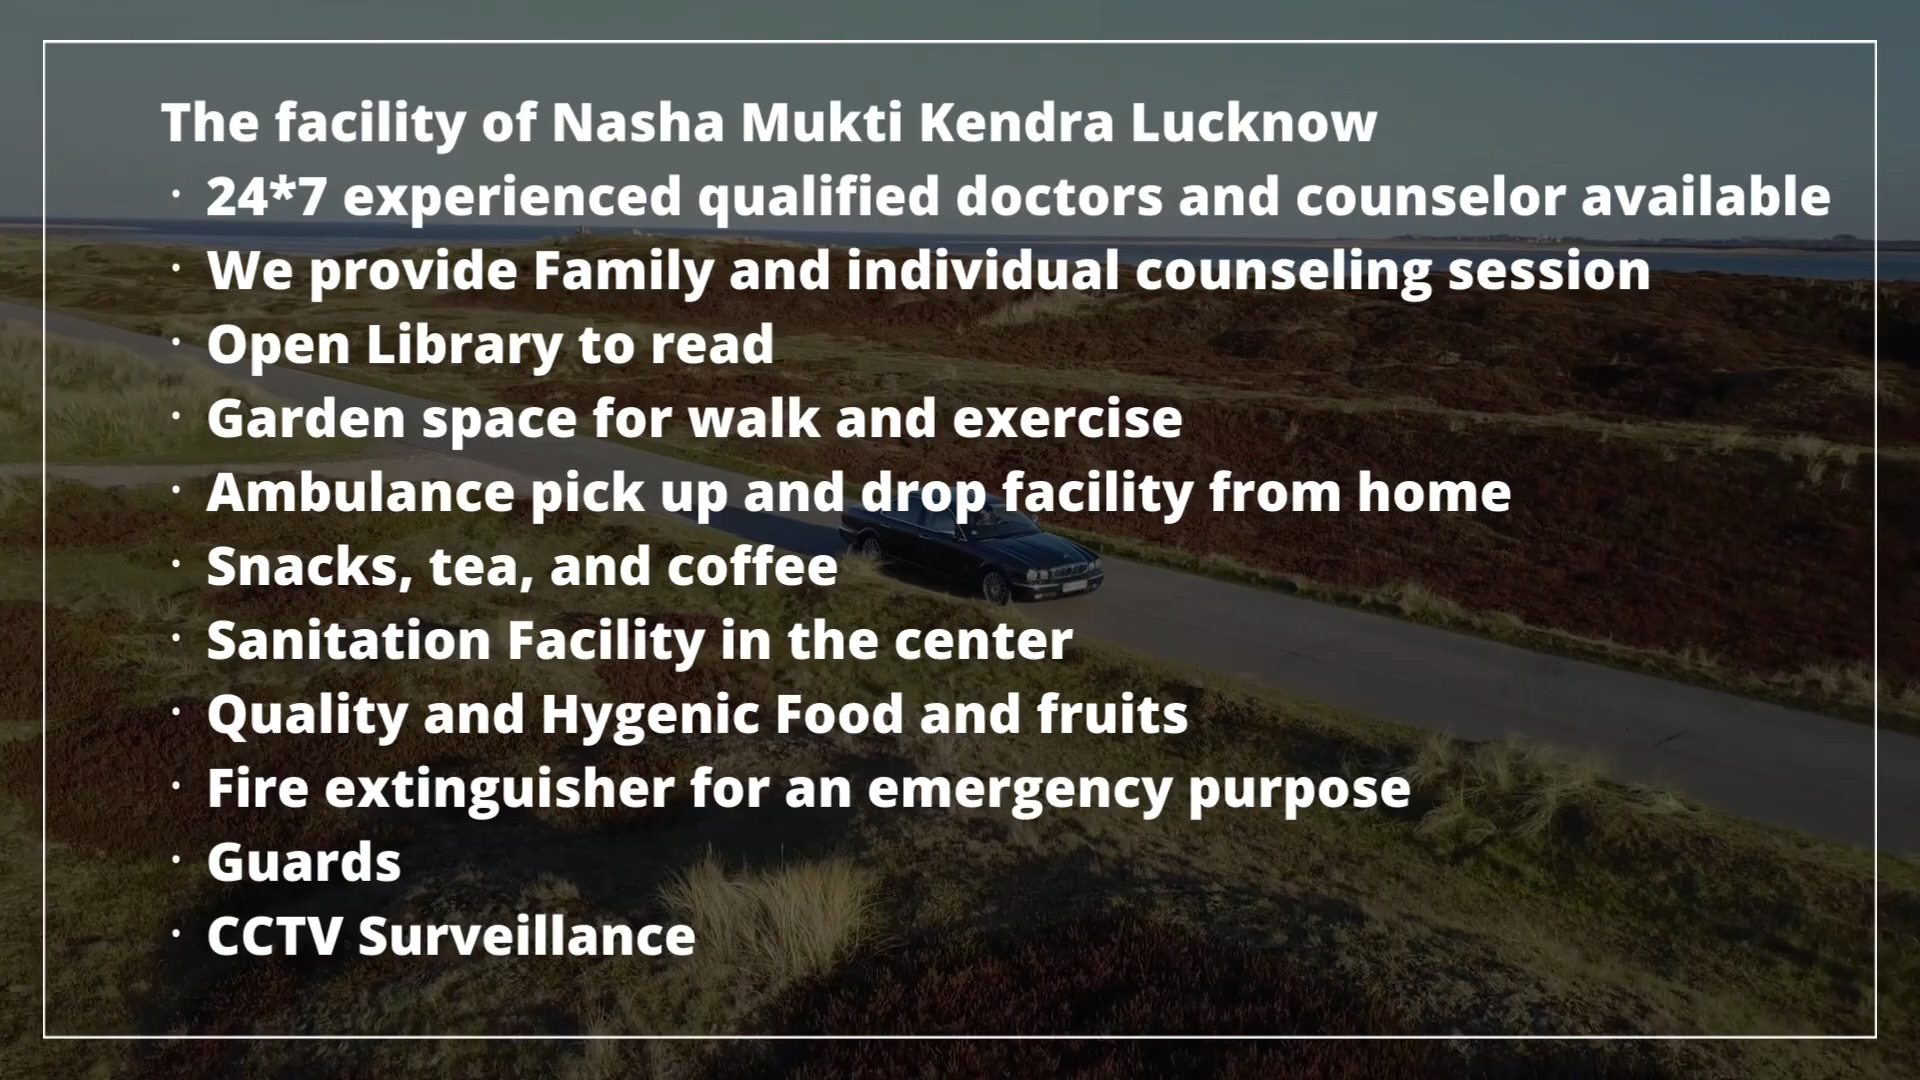 The facility of Nasha Mukti Kendra Lucknow
· 24*7 experienced qualified doctors and counselor available
· We provide Family and individual counseling session
· Open Library to read
· Garden space for walk and exercise
· Ambulance pick up and drop facility from home
· Snacks, tea, and coffee
· Sanitation Facility in the center
· Quality and Hygenic Food and fruits
· Fire extinguisher for an emergency purpose
· Guards
· CCTV Surveillance